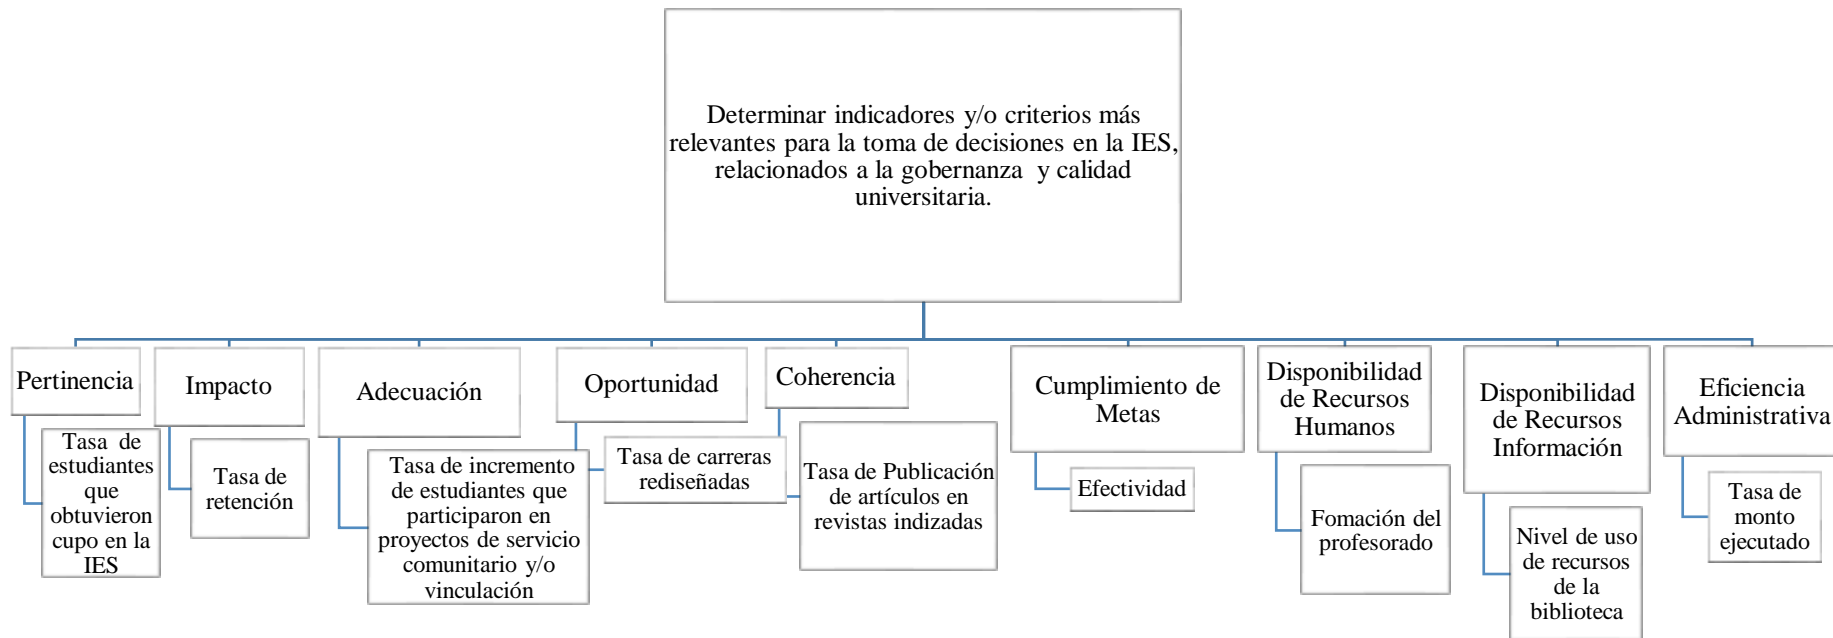 Determinar indicadores y/o criterios más
relevantes para la toma de decisiones en la IES,
relacionados a la gobernanza y calidad
universitaria.
Pertinencia
Tasa de
estudiantes
que
obtuvieron
cupo en la
IES
Impacto
Tasa de
retención
Adecuación
Tasa de incremento
de estudiantes que
participaron en
proyectos de servicio
comunitario y/o
vinculación
Oportunidad
Tasa de carreras
rediseñadas
Coherencia
Tasa de Publicación
de artículos en
revistas indizadas
Cumplimiento de
Metas
Efectividad
Disponibilidad
de Recursos
Humanos
Fomación del
profesorado
Disponibilidad
de Recursos
Información
Nivel de uso
de recursos
de la
biblioteca
Eficiencia
Administrativa
Tasa de
monto
ejecutado